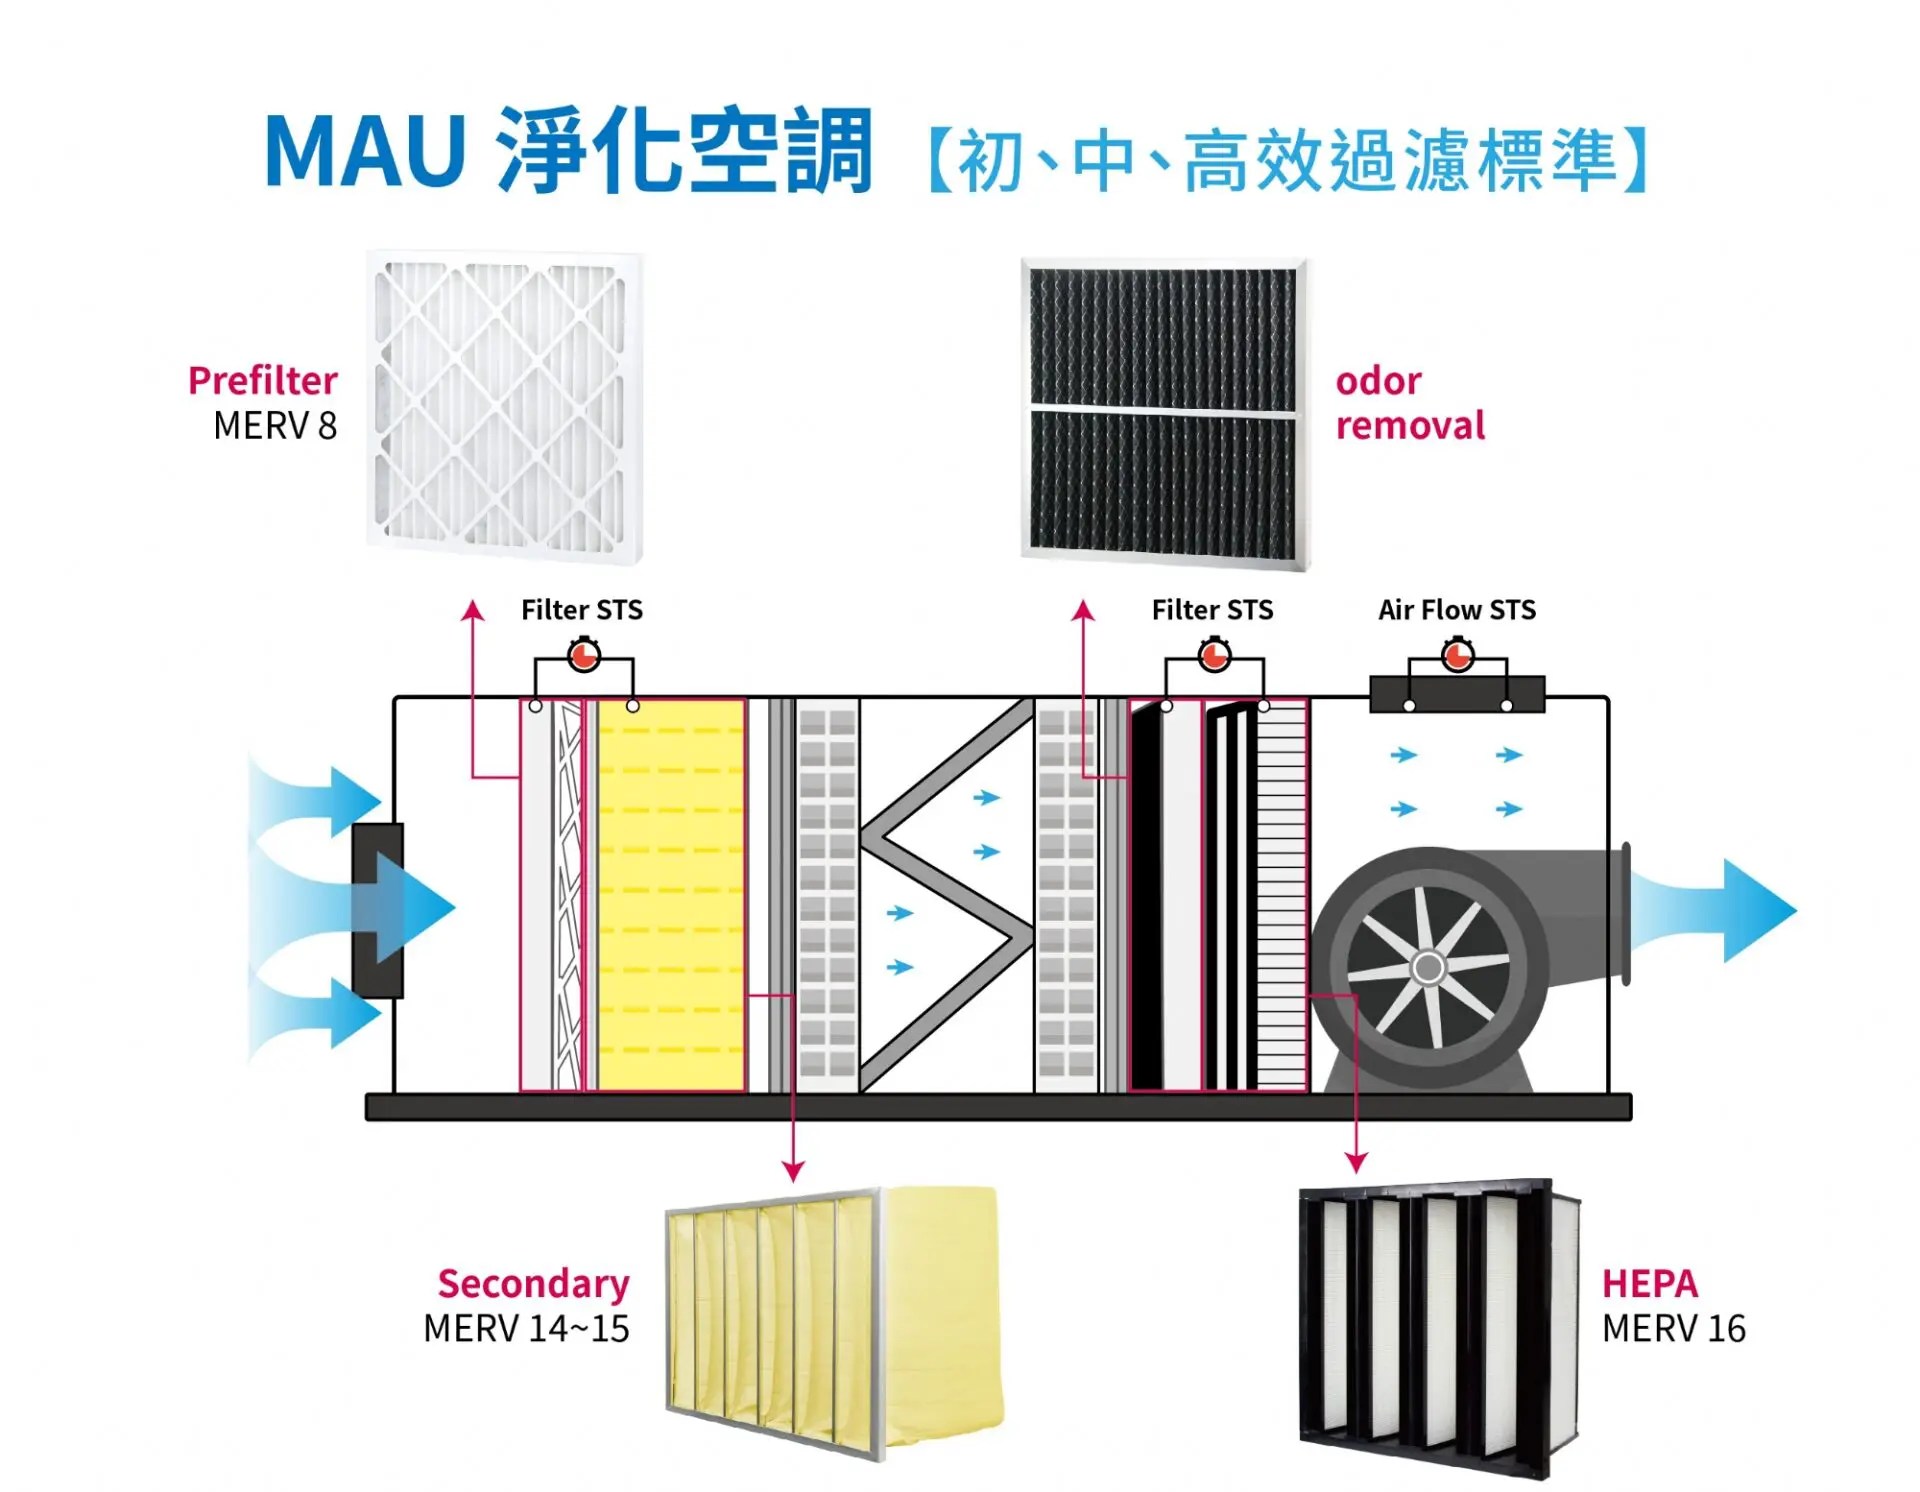 MAU 淨化空調【初、中、高效過濾標準】
Prefilter
MERV 8
odor
removal
Filter STS
Filter STS
Air Flow STS
Secondary
MERV 14~15
HEPA
MERV 16